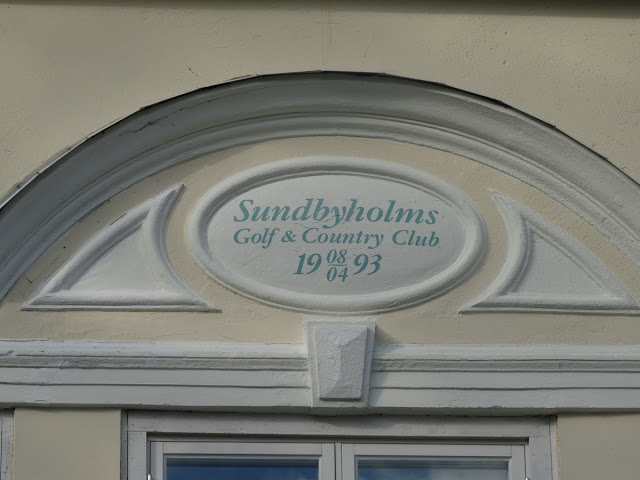 Sundbyholms
Golf & Country Club
19 08 04 93